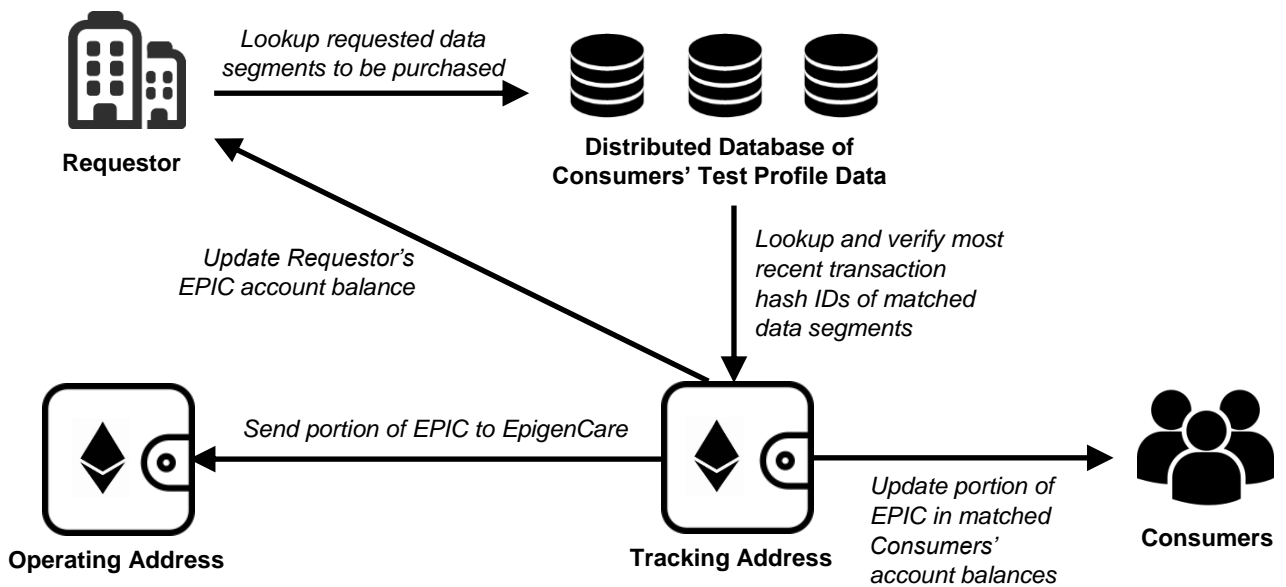 Lookup requested data
segments to be purchased
Requestor
Distributed Database of
Consumers’ Test Profile Data
Update Requestor’s
EPIC account balance
Lookup and verify most
recent transaction
hash IDs of matched
data segments
Send portion of EPIC to EpigenCare
Update portion of
EPIC in matched
Consumers’
account balances
Operating Address
Tracking Address
Consumers